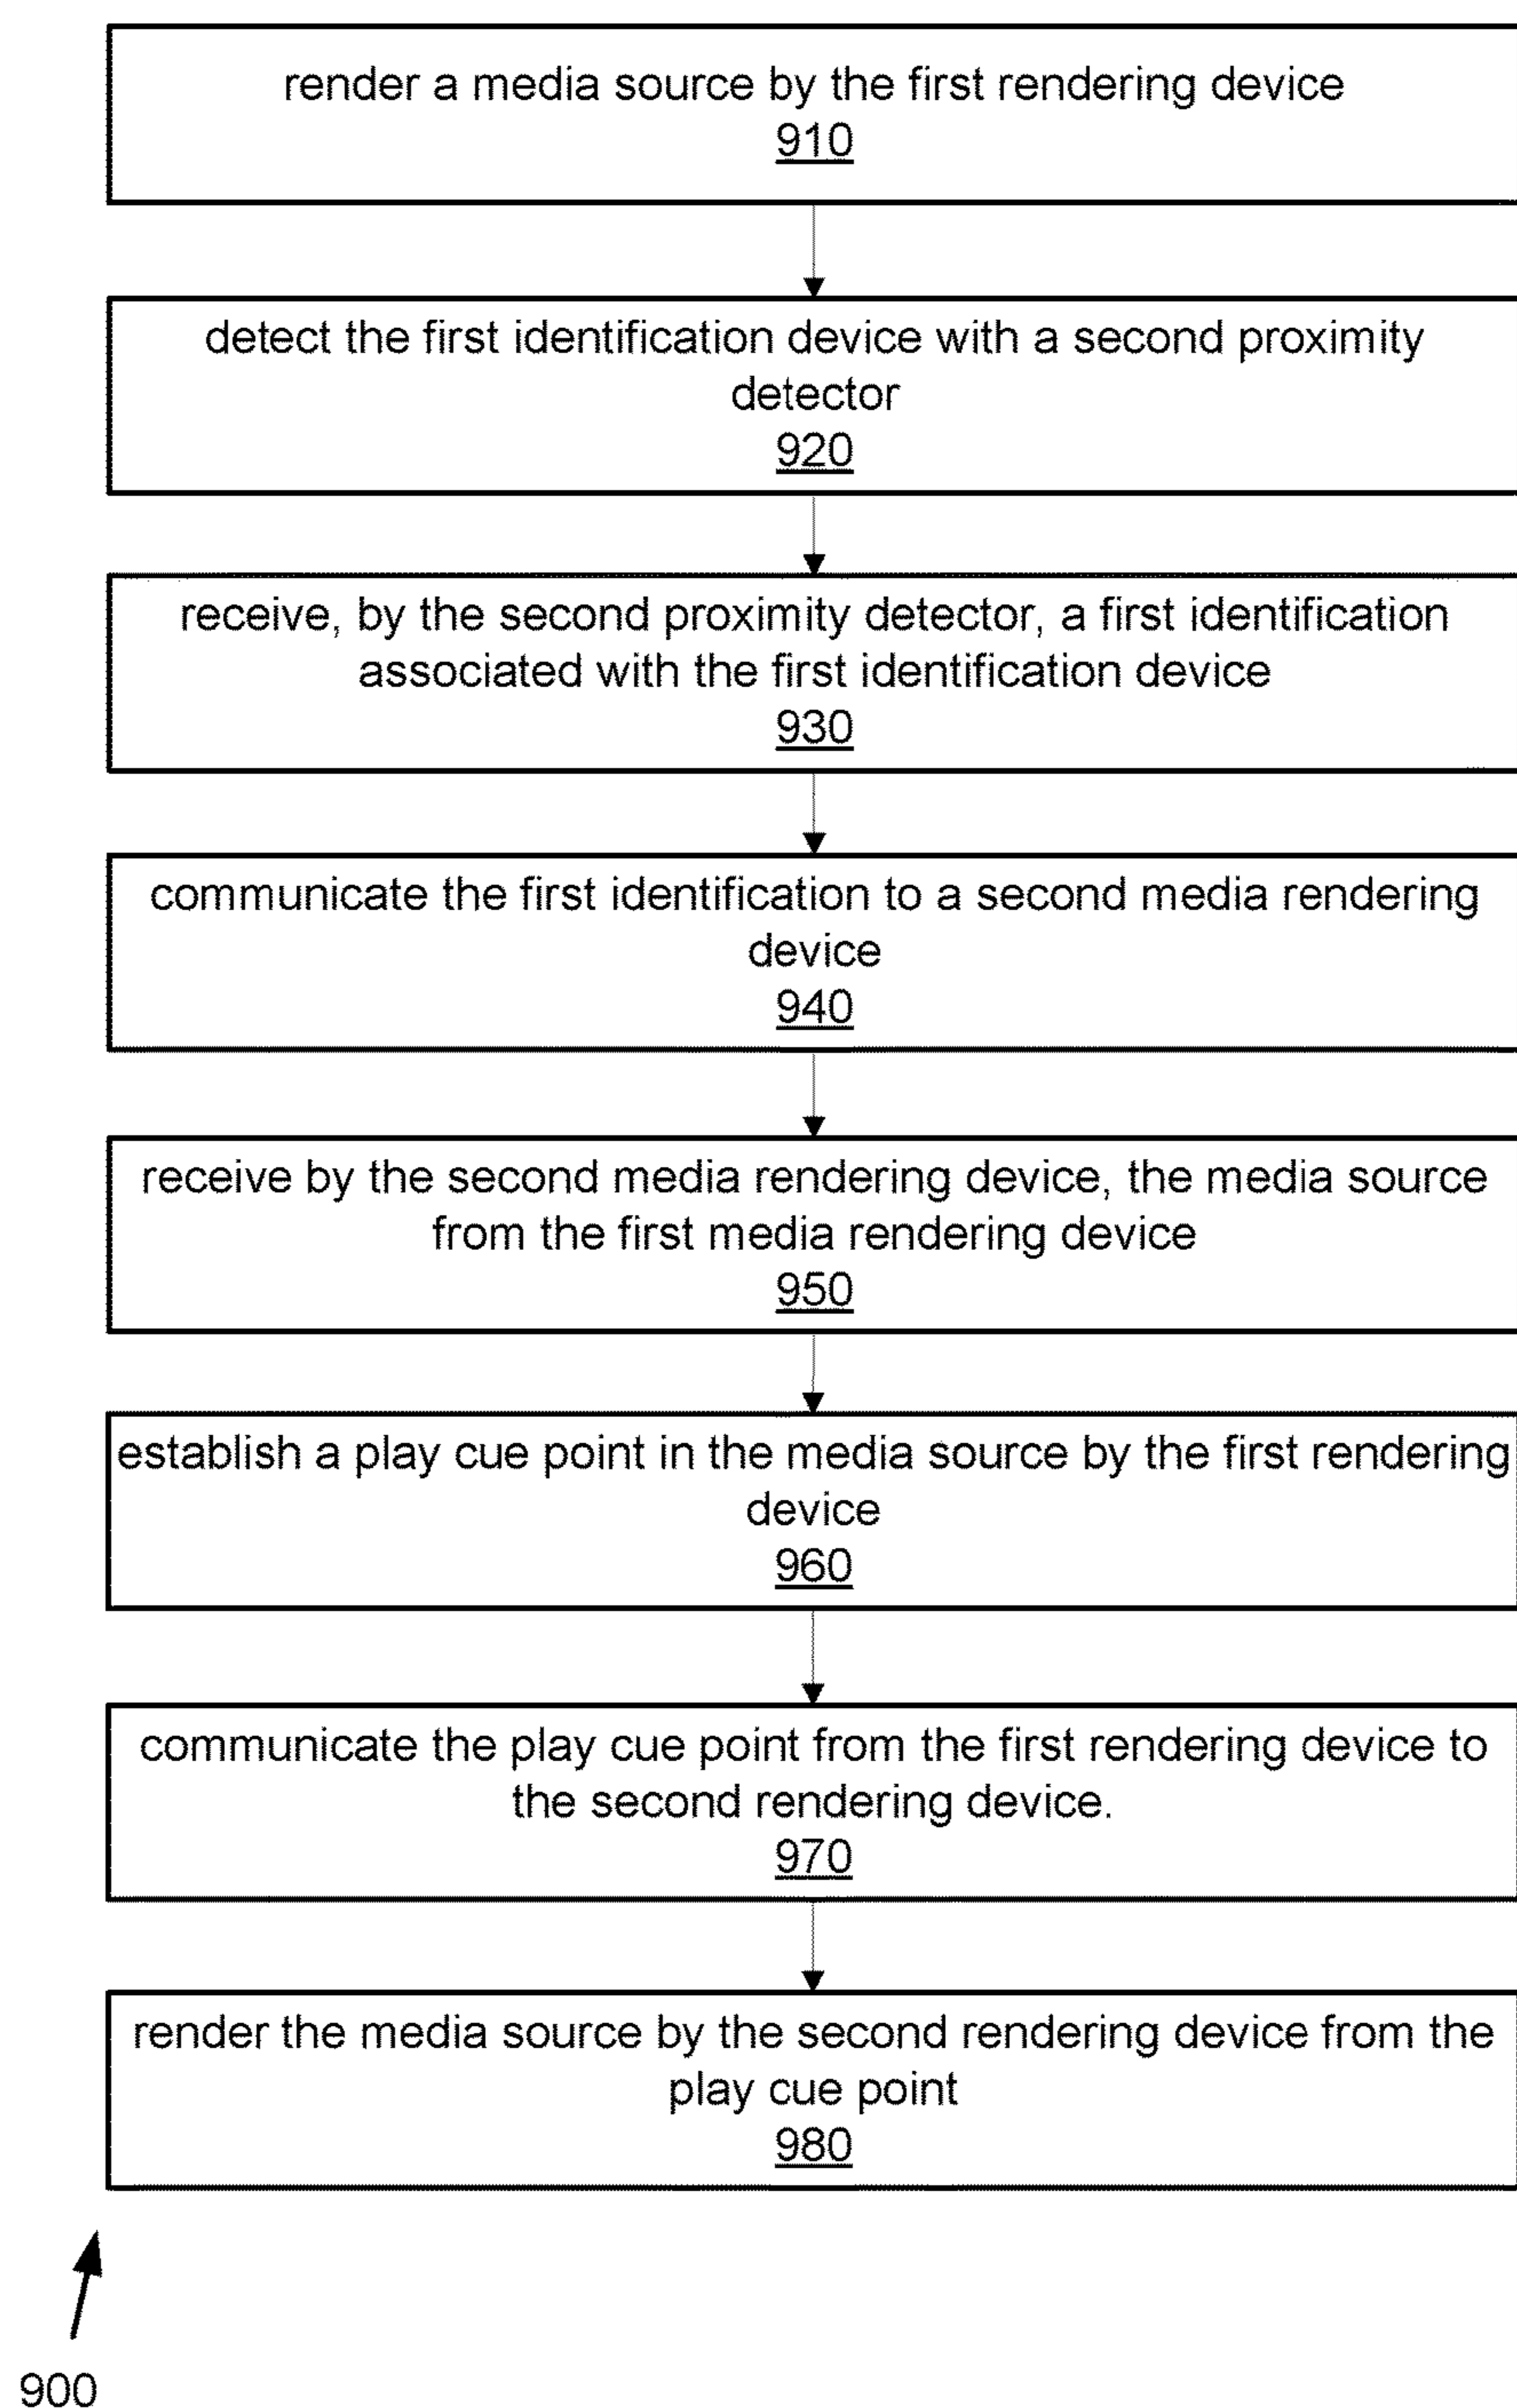 render a media source by the first rendering device
910
detect the first identification device with a second proximity
detector
920
receive, by the second proximity detector, a first identification
associated with the first identification device
930
communicate the first identification to a second media rendering
device
940
receive by the second media rendering device, the media source
from the first media rendering device
950
establish a play cue point in the media source by the first rendering
device
960
communicate the play cue point from the first rendering device to
the second rendering device.
970
render the media source by the second rendering device from the
play cue point
980
900